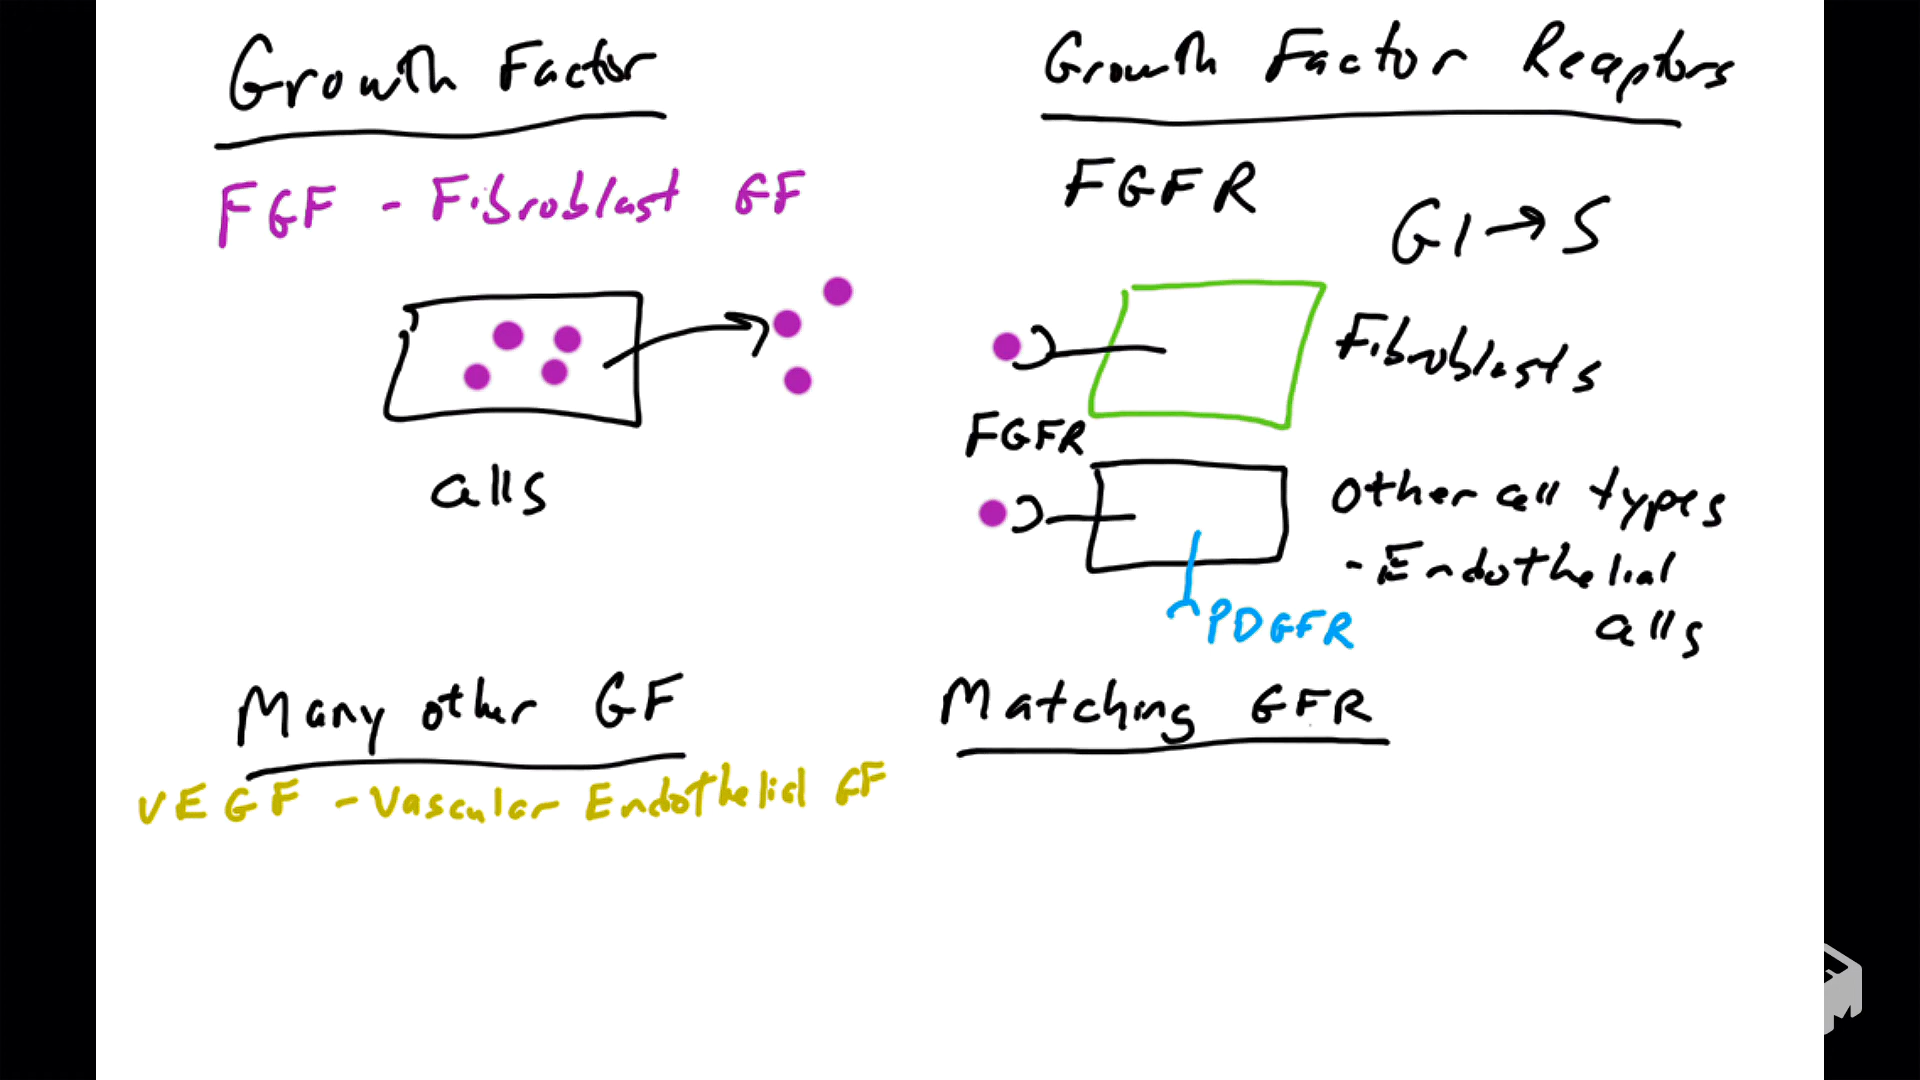 Growth Factor
FGF - Fibroblast GF
cells
Growth Factor Receptors
FGFR
G1 → S
Fibroblasts
FGFR
Other cell types
- Endothelial
cells
PDGFR
Many other GF
VEGF - Vascular Endothelial GF
Matching GFR